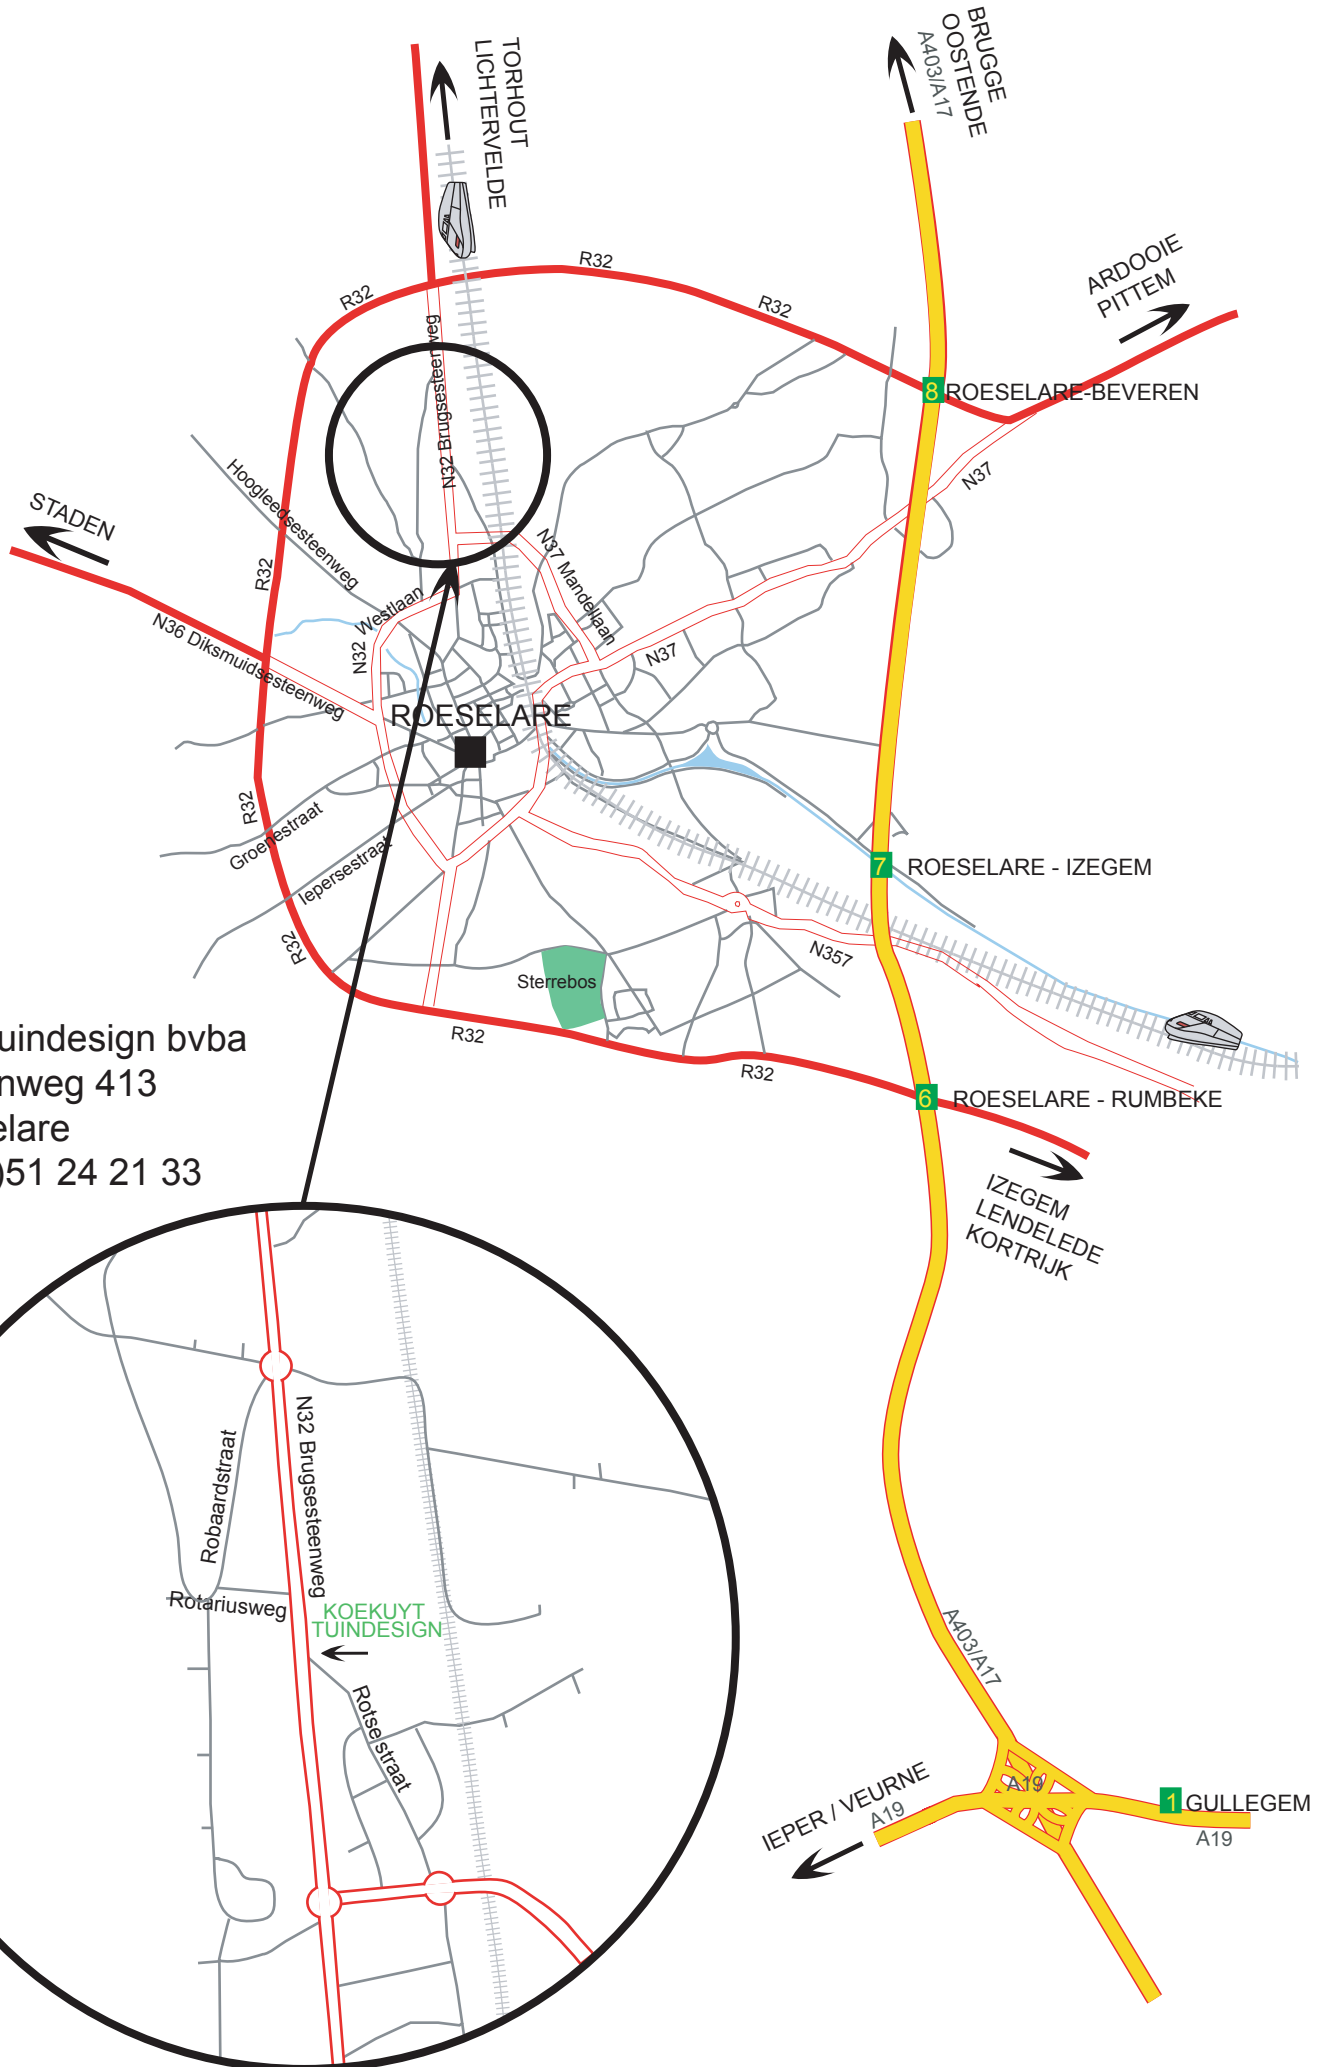 TORHOUT
LICHTERVELDE
BRUGGE
OOSTENDE
A403/A17
ARDOOIE
PITTEM
R32
R32
R32
N32 Brugsesteenweg
8 ROESELARE-BEVEREN
N37
STADEN
Hoogleedsesteenweg
R32
N37 Mandellaan
N32 Westlaan
N36 Diksmuidsesteenweg
N37
ROESELARE
R32
Groenestraat
Iepersestraat
7 ROESELARE - IZEGEM
R32
N357
Sterrebos
R32
R32
6 ROESELARE - RUMBEKE
uindesign bvba
nweg 413
elare
)51 24 21 33
IZEGEM
LENDELEDE
KORTRIJK
N32 Brugsesteenweg
Robaardstraat
Rotariusweg
KOEKUYT
TUINDESIGN
Rotsestraat
A403/A17
A19
IEPER / VEURNE
A19
1 GULLEGEM
A19